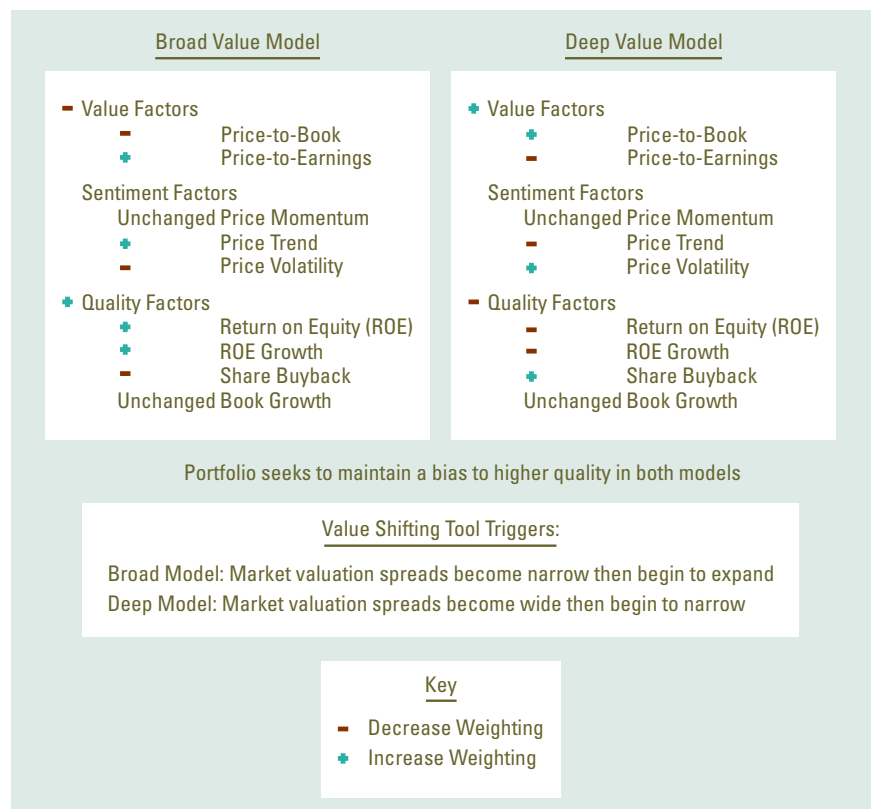 Broad Value Model
- Value Factors
- Price-to-Book
+ Price-to-Earnings
Sentiment Factors
Unchanged Price Momentum
+ Price Trend
- Price Volatility
+ Quality Factors
+ Return on Equity (ROE)
+ ROE Growth
- Share Buyback
Unchanged Book Growth
Deep Value Model
+ Value Factors
+ Price-to-Book
- Price-to-Earnings
Sentiment Factors
Unchanged Price Momentum
- Price Trend
+ Price Volatility
- Quality Factors
- Return on Equity (ROE)
- ROE Growth
+ Share Buyback
Unchanged Book Growth
Portfolio seeks to maintain a bias to higher quality in both models
Value Shifting Tool Triggers:
Broad Model: Market valuation spreads become narrow then begin to expand
Deep Model: Market valuation spreads become wide then begin to narrow
Key
- Decrease Weighting
+ Increase Weighting